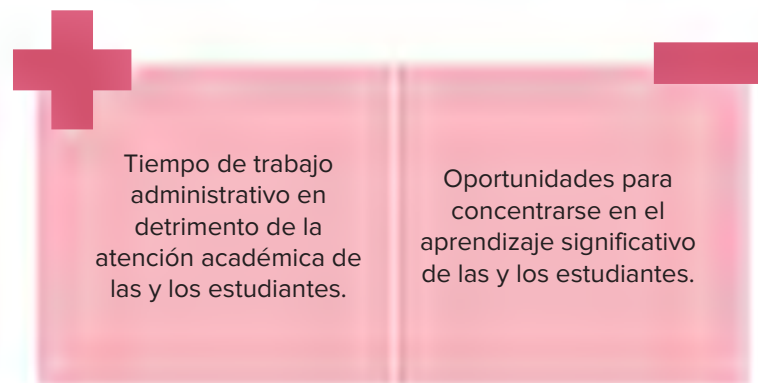 Tiempo de trabajo
administrativo en
detrimento de la
atención académica de
las y los estudiantes.
Oportunidades para
concentrarse en el
aprendizaje significativo
de las y los estudiantes.